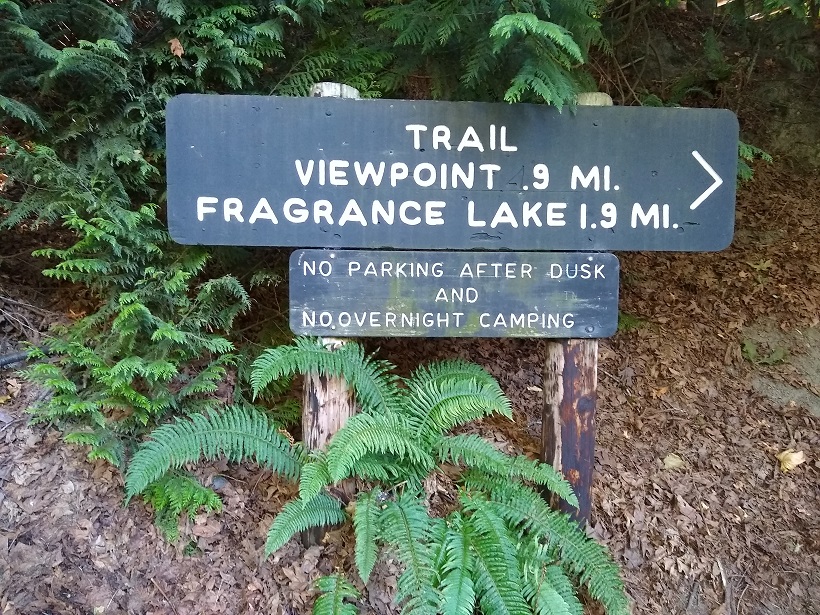 TRAIL
VIEWPOINT .9 MI.
FRAGRANCE LAKE 1.9 MI.
NO PARKING AFTER DUSK
AND
NO OVERNIGHT CAMPING